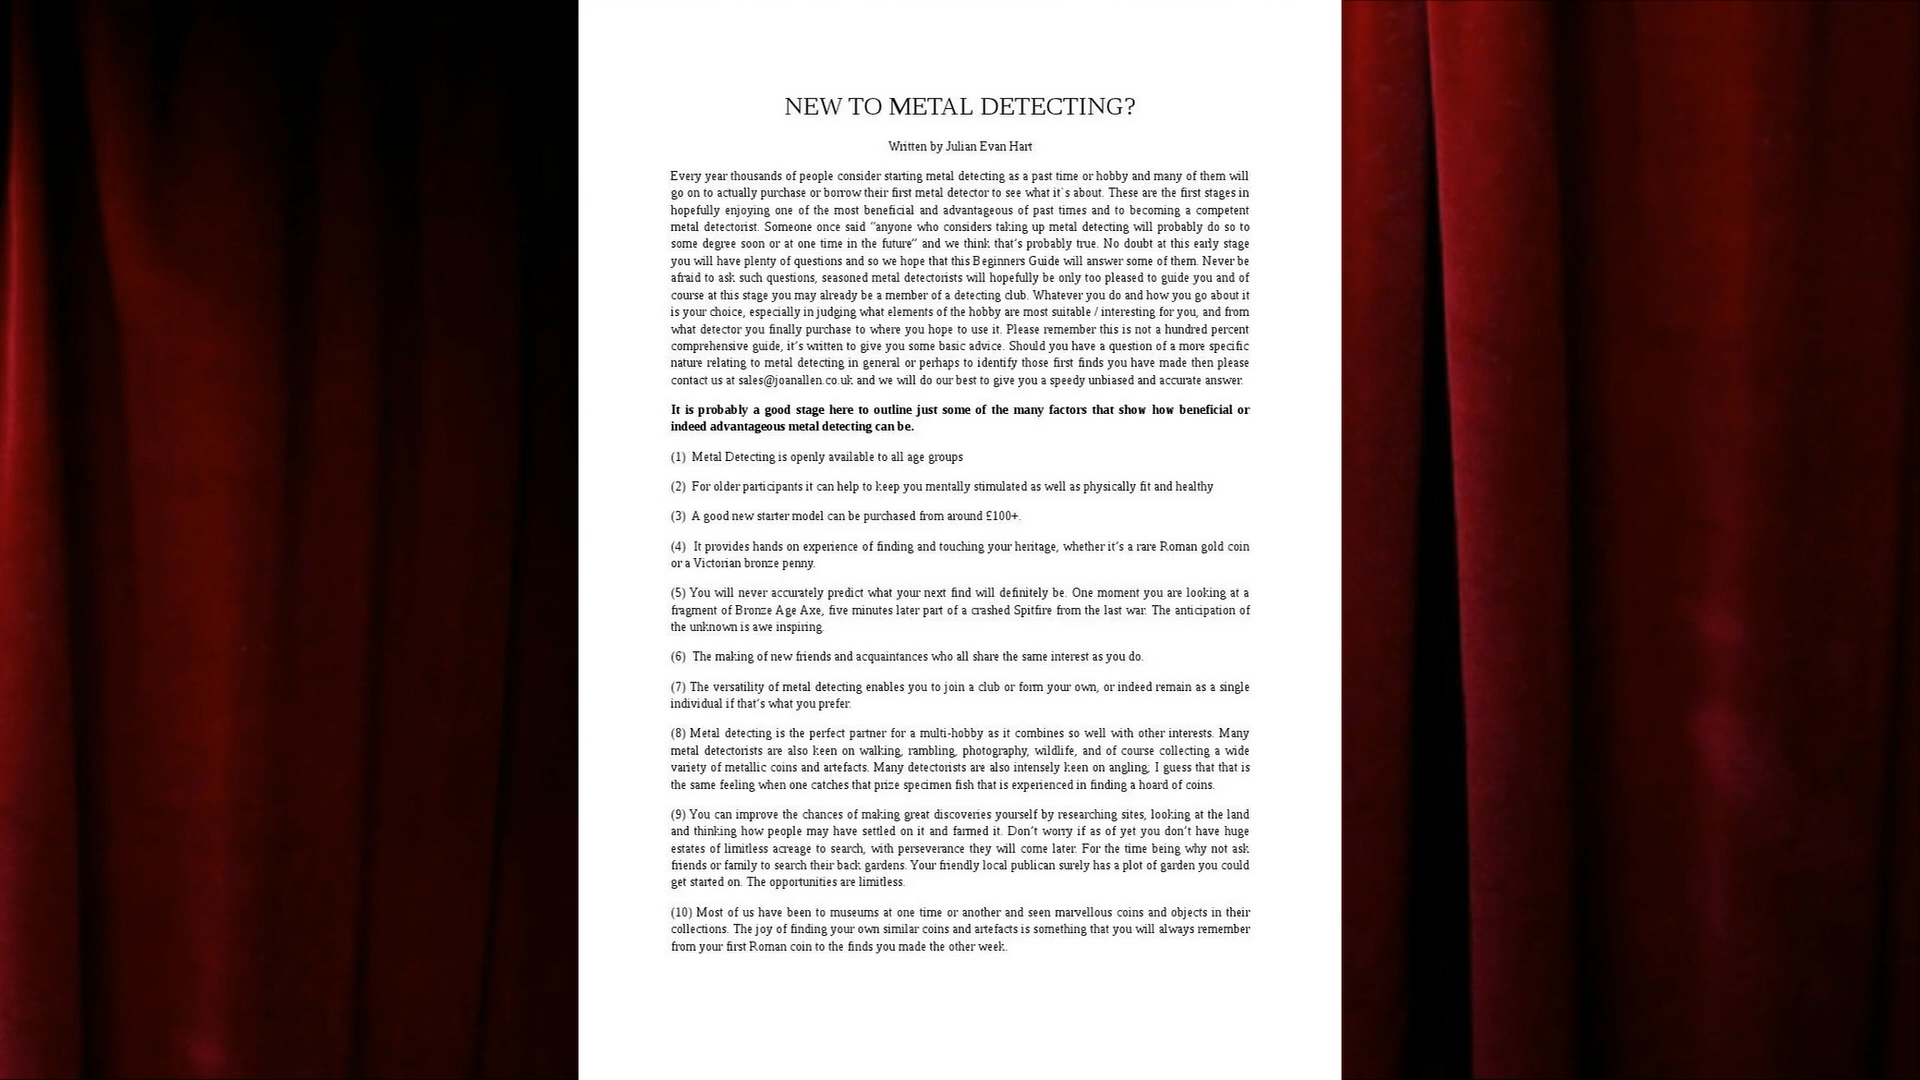 NEW TO METAL DETECTING?
Written by Julian Evan Hart
Every year thousands of people consider starting metal detecting as a past time or hobby and many of them will
go on to actually purchase or borrow their first metal detector to see what it`s about. These are the first stages in
hopefully enjoying one of the most beneficial and advantageous of past times and to becoming a competent
metal detectorist. Someone once said “anyone who considers taking up metal detecting will probably do so to
some degree soon or at one time in the future” and we think that’s probably true. No doubt at this early stage
you will have plenty of questions and so we hope that this Beginners Guide will answer some of them. Never be
afraid to ask such questions, seasoned metal detectorists will hopefully be only too pleased to guide you and of
course at this stage you may already be a member of a detecting club. Whatever you do and how you go about it
is your choice, especially in judging what elements of the hobby are most suitable / interesting for you, and from
what detector you finally purchase to where you hope to use it. Please remember this is not a hundred percent
comprehensive guide, it’s written to give you some basic advice. Should you have a question of a more specific
nature relating to metal detecting in general or perhaps to identify those first finds you have made then please
contact us at sales@joanallen.co.uk and we will do our best to give you a speedy unbiased and accurate answer.
It is probably a good stage here to outline just some of the many factors that show how beneficial or
indeed advantageous metal detecting can be.
(1) Metal Detecting is openly available to all age groups
(2) For older participants it can help to keep you mentally stimulated as well as physically fit and healthy
(3) A good new starter model can be purchased from around £100+.
(4) It provides hands on experience of finding and touching your heritage, whether it’s a rare Roman gold coin
or a Victorian bronze penny.
(5) You will never accurately predict what your next find will definitely be. One moment you are looking at a
fragment of Bronze Age Axe, five minutes later part of a crashed Spitfire from the last war. The anticipation of
the unknown is awe inspiring.
(6) The making of new friends and acquaintances who all share the same interest as you do.
(7) The versatility of metal detecting enables you to join a club or form your own, or indeed remain as a single
individual if that’s what you prefer.
(8) Metal detecting is the perfect partner for a multi-hobby as it combines so well with other interests. Many
metal detectorists are also keen on walking, rambling, photography, wildlife, and of course collecting a wide
variety of metallic coins and artefacts. Many detectorists are also intensely keen on angling; I guess that that is
the same feeling when one catches that prize specimen fish that is experienced in finding a hoard of coins.
(9) You can improve the chances of making great discoveries yourself by researching sites, looking at the land
and thinking how people may have settled on it and farmed it. Don’t worry if as of yet you don’t have huge
estates of limitless acreage to search, with perseverance they will come later. For the time being why not ask
friends or family to search their back gardens. Your friendly local publican surely has a plot of garden you could
get started on. The opportunities are limitless.
(10) Most of us have been to museums at one time or another and seen marvellous coins and objects in their
collections. The joy of finding your own similar coins and artefacts is something that you will always remember
from your first Roman coin to the finds you made the other week.